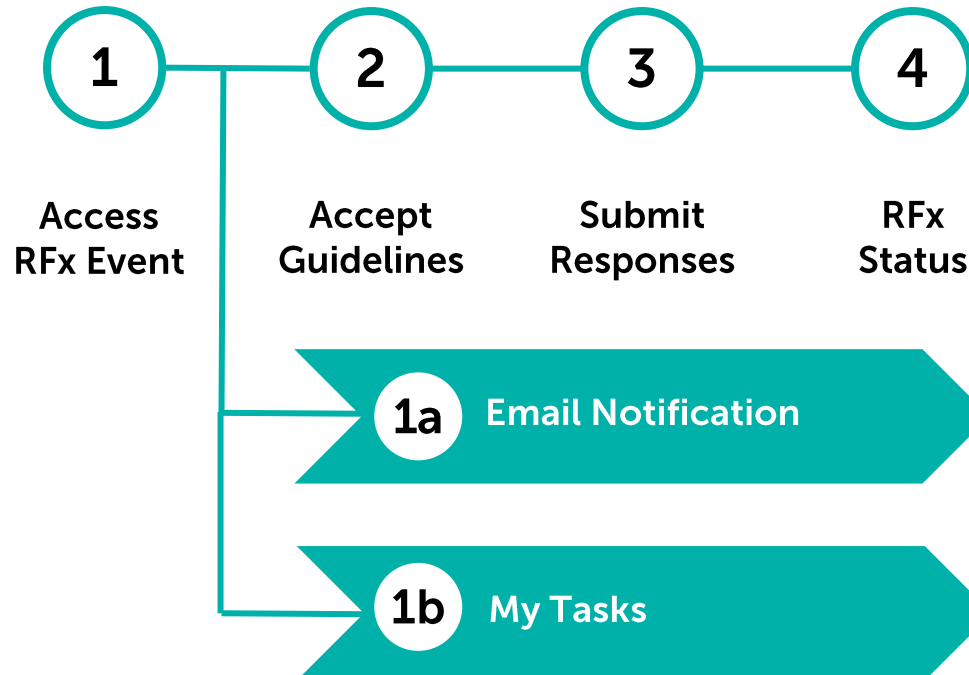 1
2
3
4
Access
RFx Event
Accept
Guidelines
Submit
Responses
RFx
Status
1a
Email Notification
1b
My Tasks